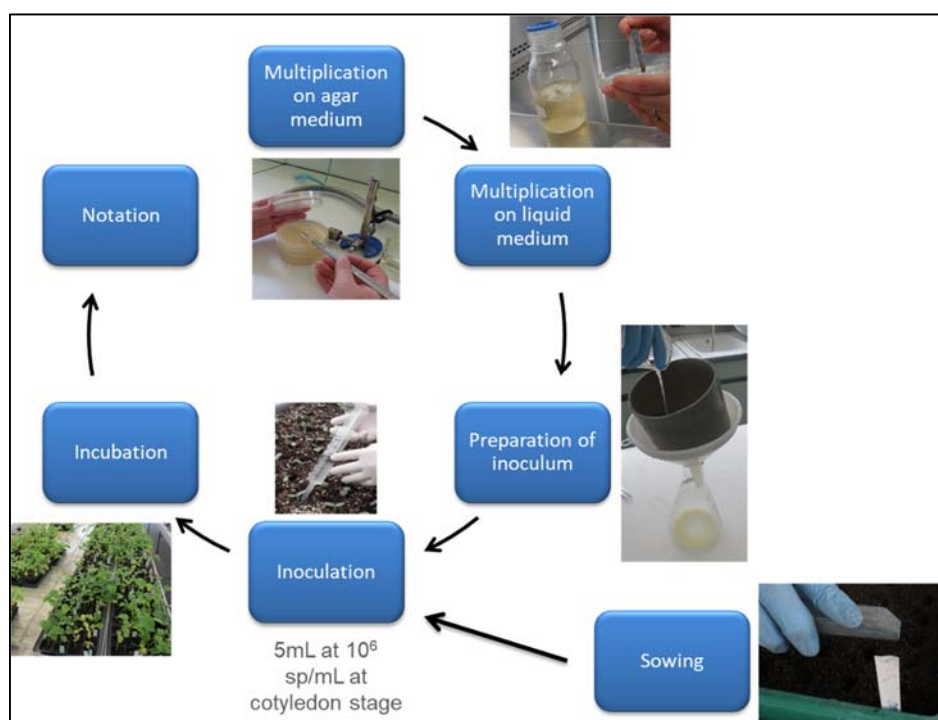 Multiplication
on agar
medium
Multiplication
on liquid
medium
Preparation of
inoculum
Inoculation
5mL at 10⁶
sp/mL at
cotyledon stage
Sowing
Incubation
Notation